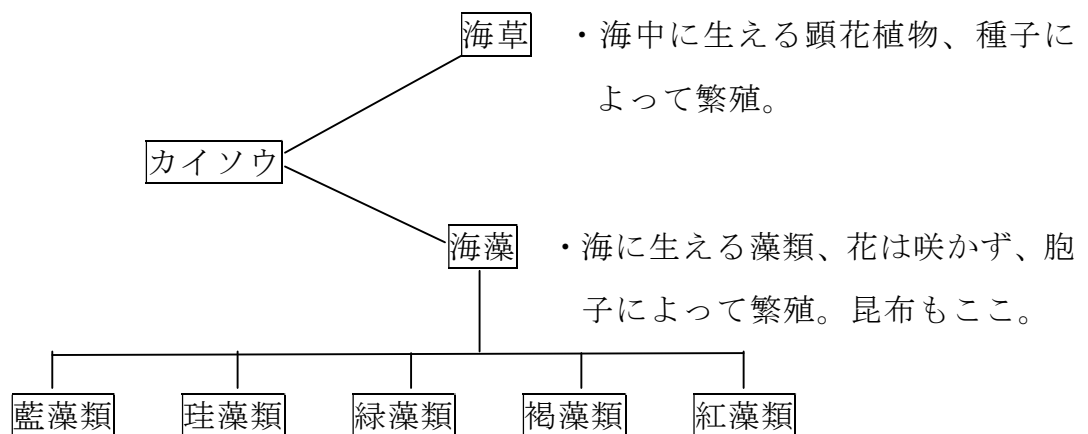 海草
・海中に生える顕花植物、種子に
よって繁殖。
カイソウ
海藻
・海に生える藻類、花は咲かず、胞
子によって繁殖。昆布もここ。
藍藻類
珪藻類
緑藻類
褐藻類
紅藻類